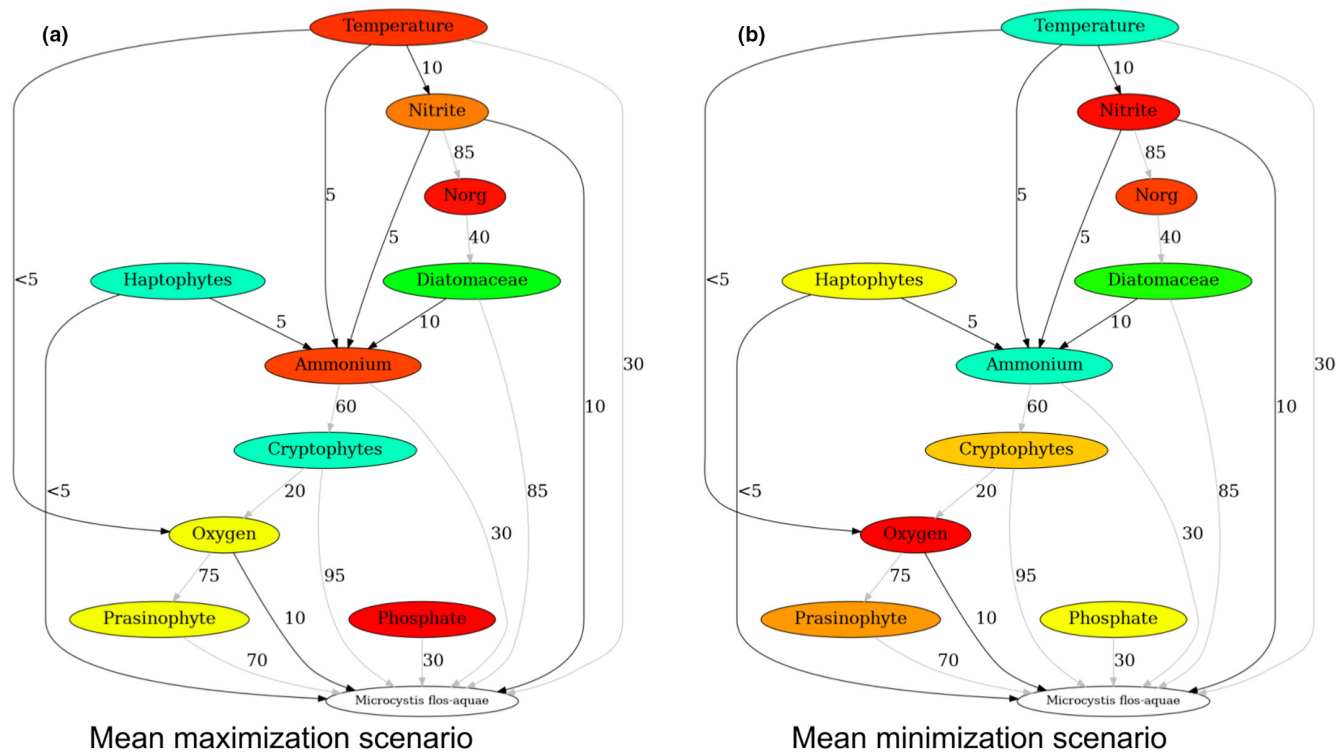 (a)
Temperature
10
Nitrite
85
5
Norg
5
40
<5
Haptophytes
Diatomaceae
5
10
Ammonium
30
60
10
Cryptophytes
<5
20
85
Oxygen
30
75
95
Prasinophyte
10
Phosphate
70
30
Microcystis flos-aquae
Mean maximization scenario
(b)
Temperature
10
Nitrite
85
5
Norg
5
40
<5
Haptophytes
Diatomaceae
5
10
Ammonium
30
60
10
Cryptophytes
<5
20
85
Oxygen
30
75
95
Prasinophyte
10
Phosphate
70
30
Microcystis flos-aquae
Mean minimization scenario